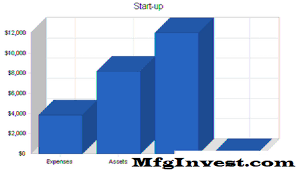 Start-up
$12,000
$10,000
$8,000
$6,000
$4,000
$2,000
$0
Expenses
Assets
MfgInvest.com